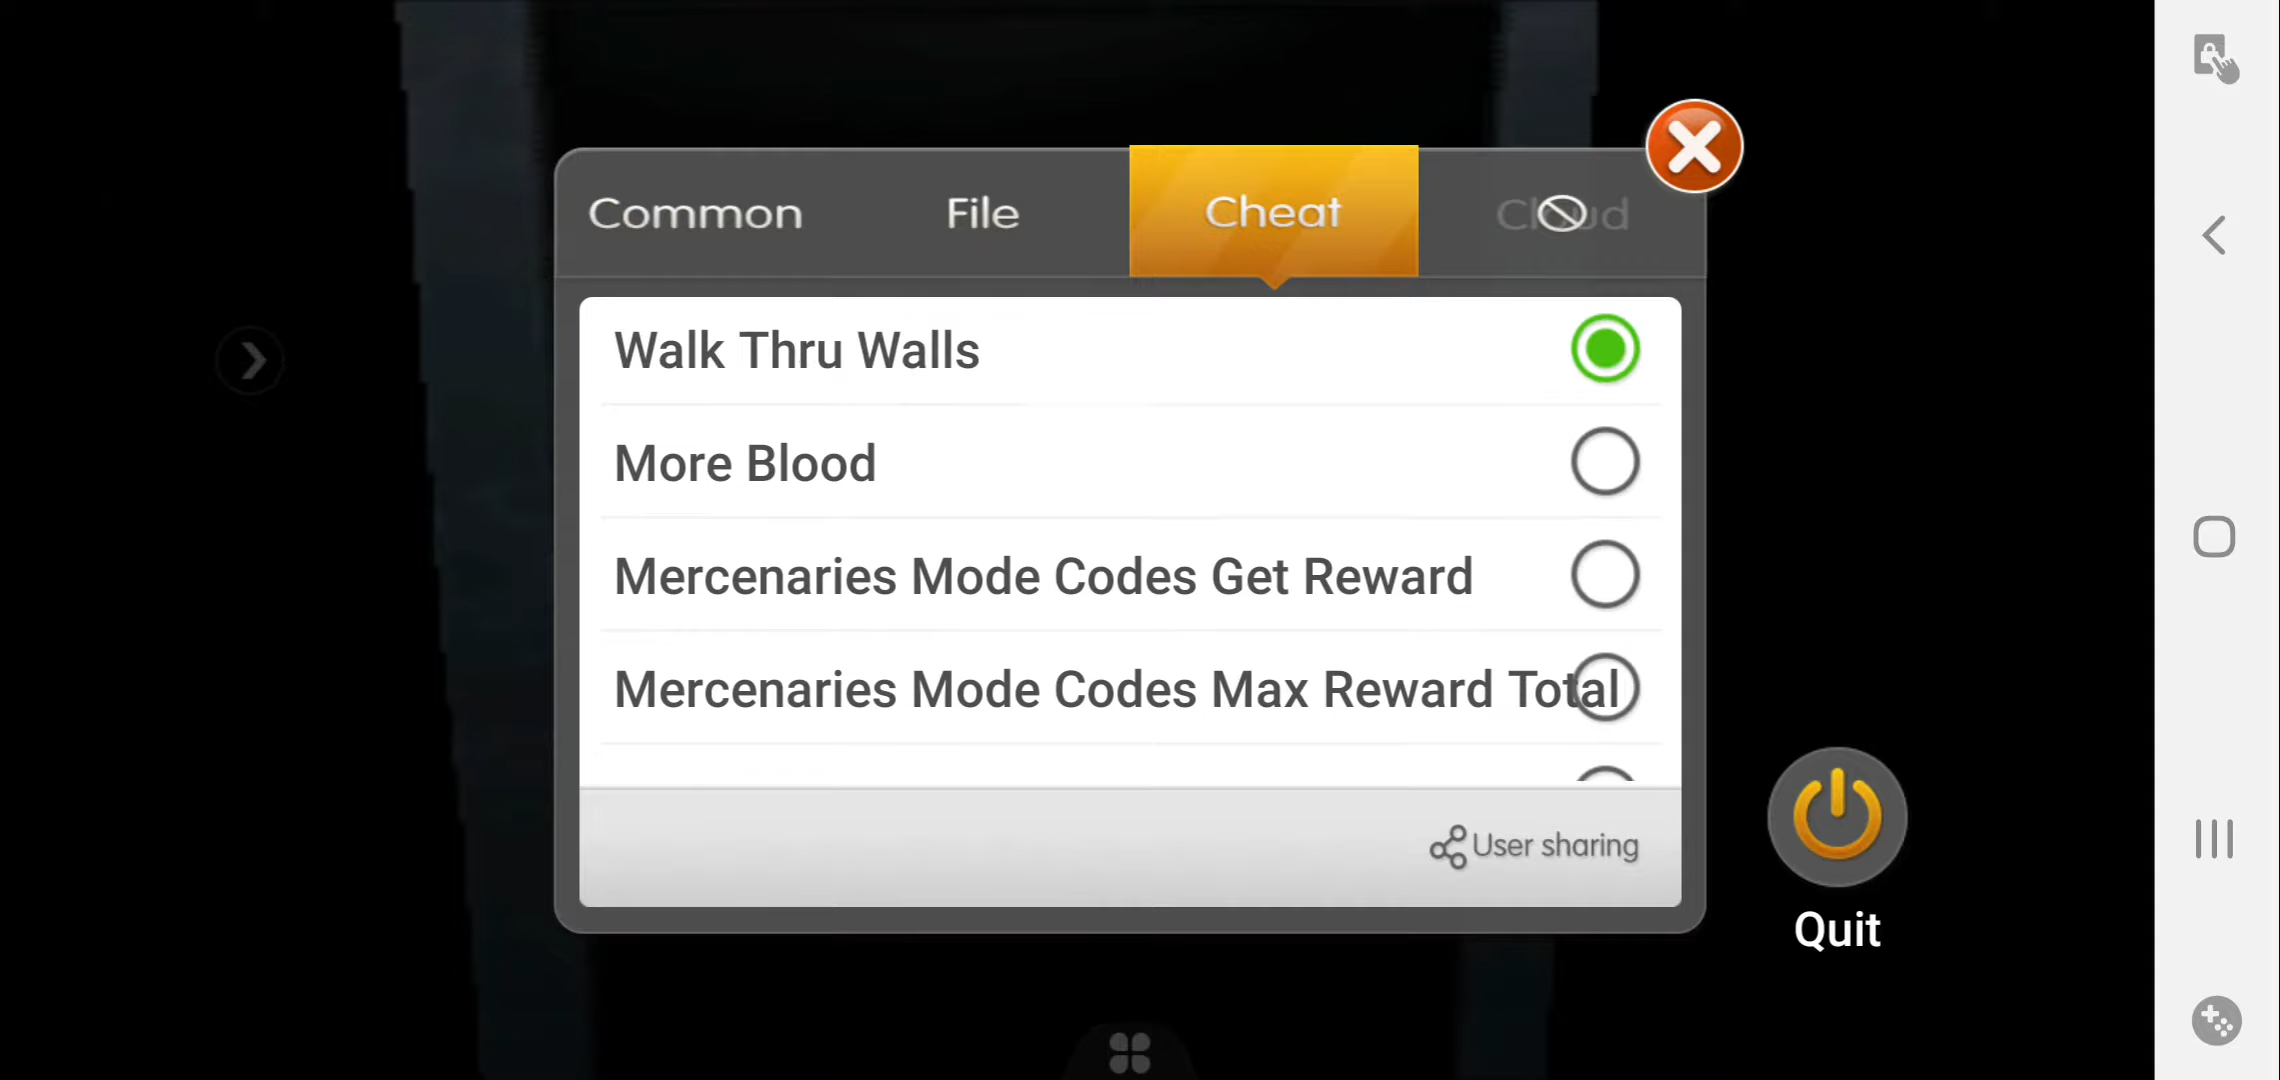 Common File Cheat Cloud
Walk Thru Walls
More Blood
Mercenaries Mode Codes Get Reward
Mercenaries Mode Codes Max Reward Total
User sharing
Quit